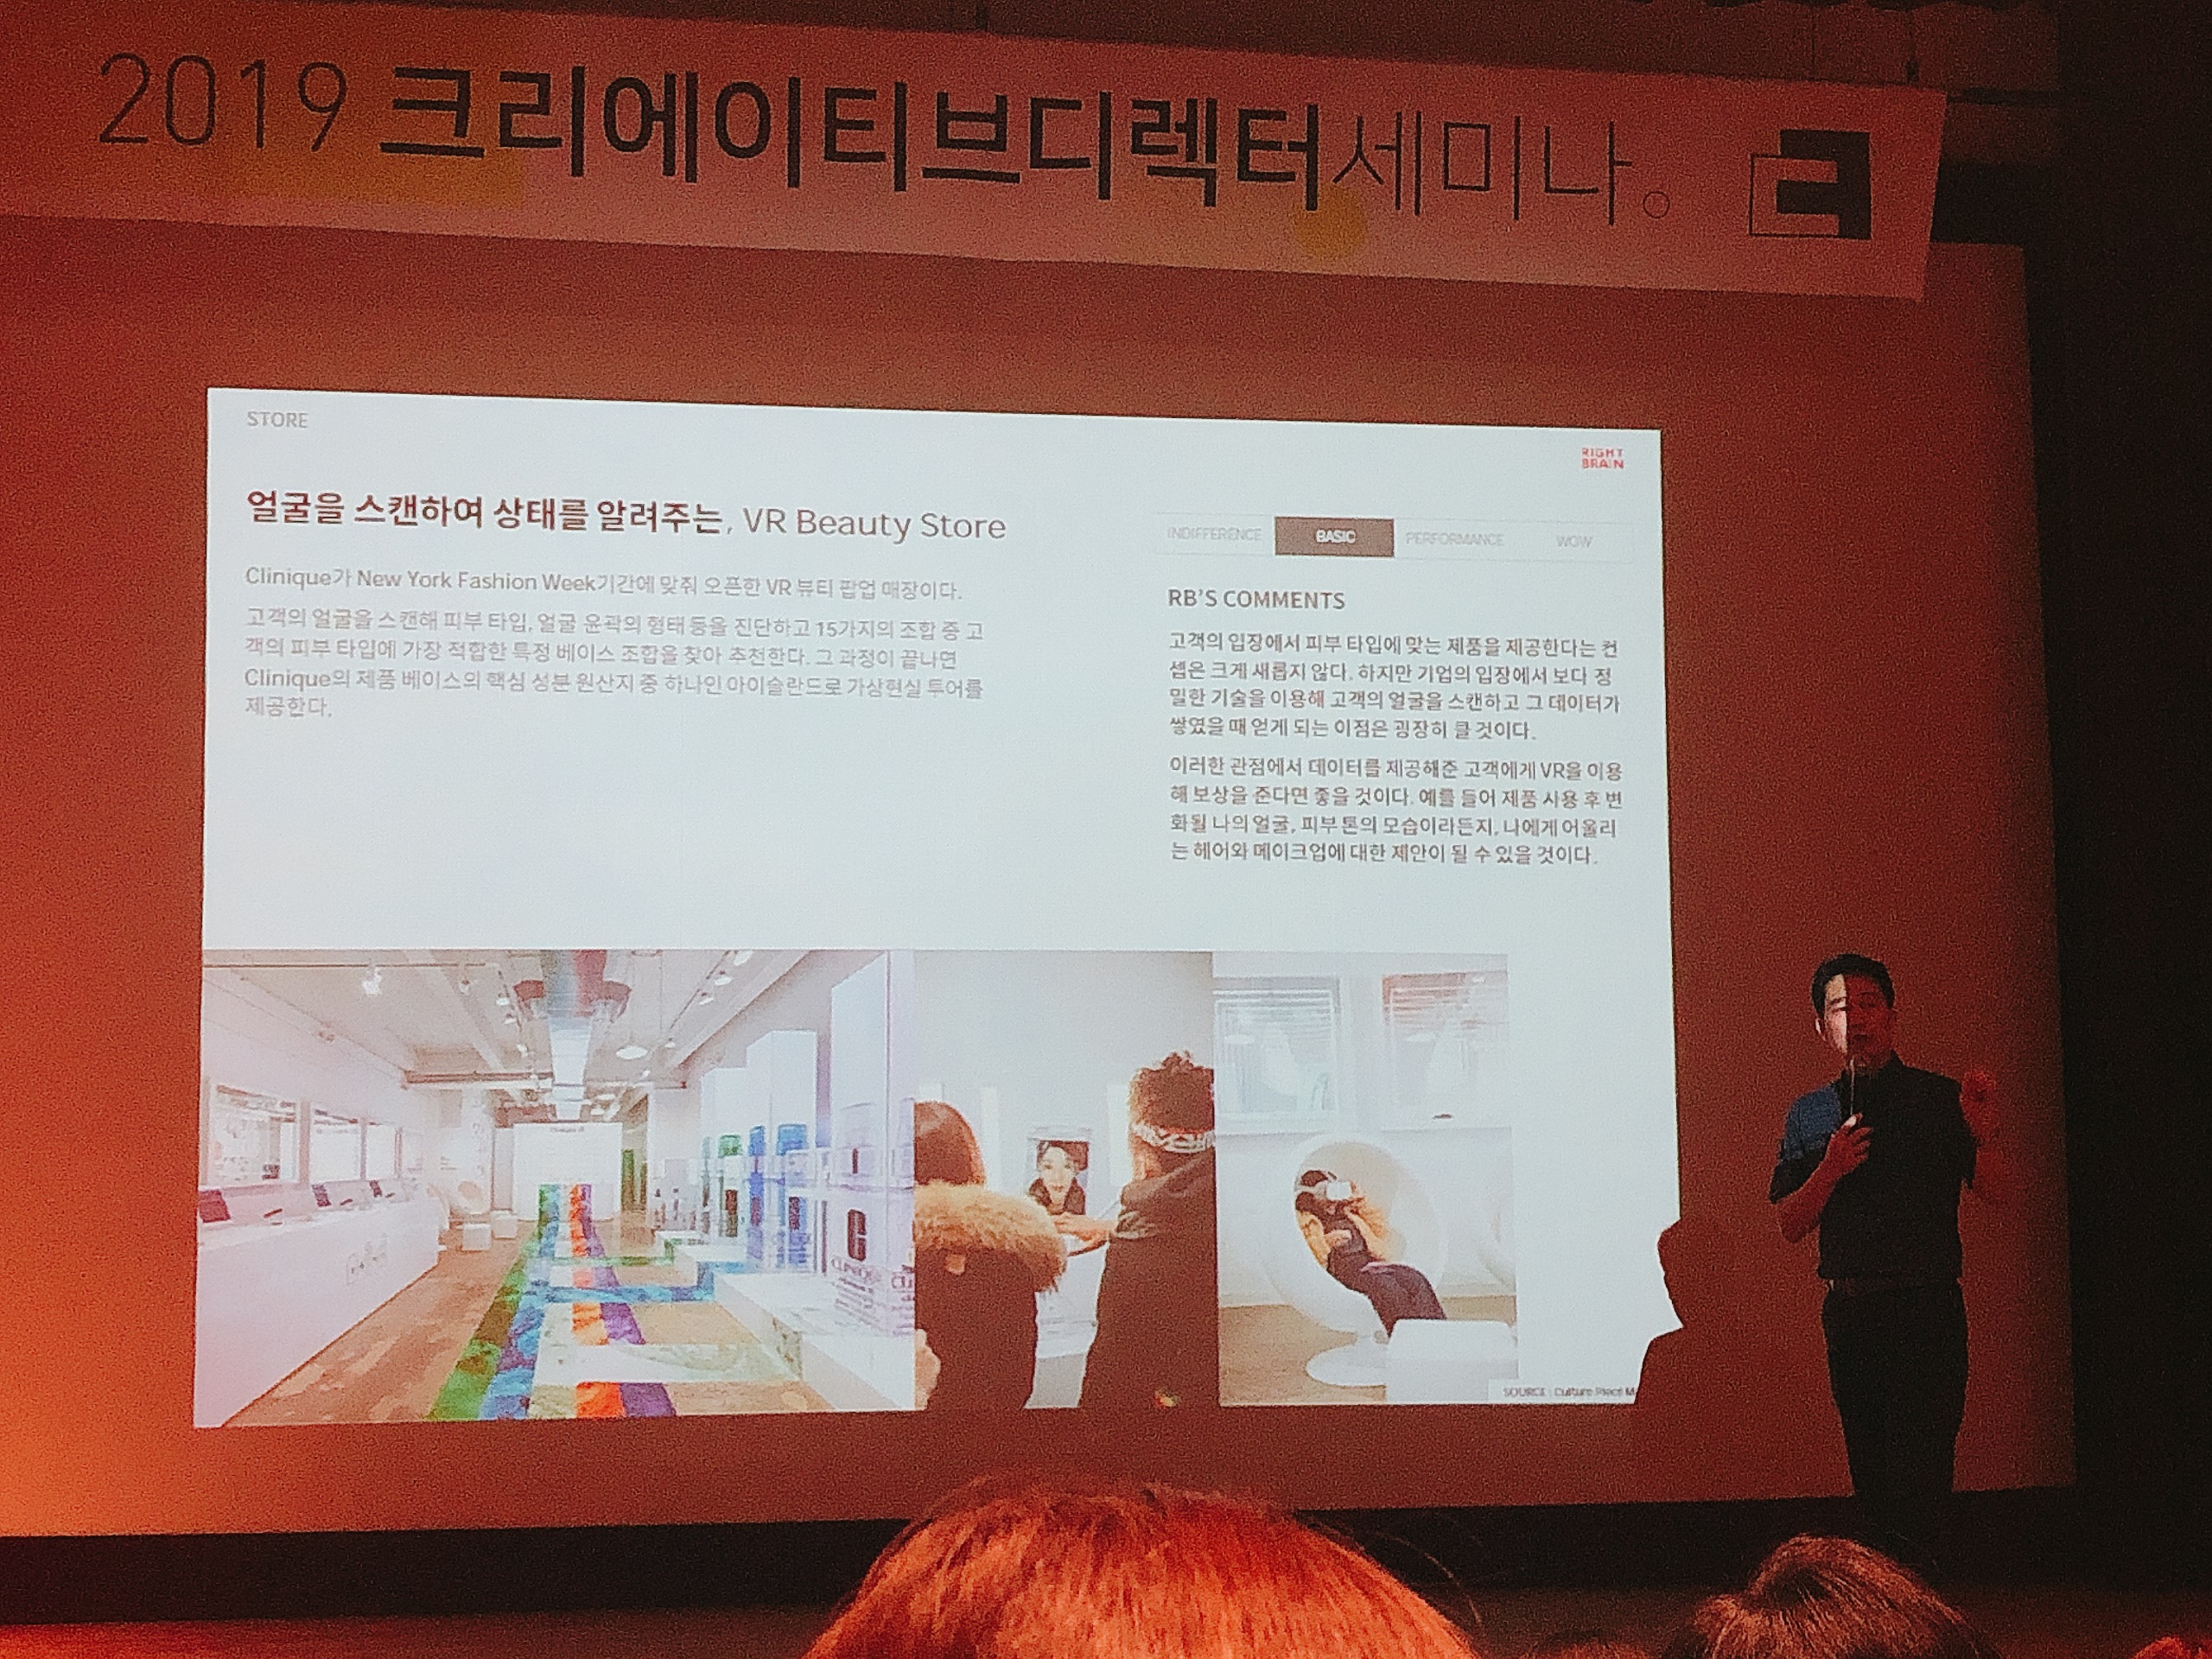 2019 크리에이티브디렉터세미나。
STORE
RIGHT
BRAIN
얼굴을 스캔하여 상태를 알려주는, VR Beauty Store
Clinique가 New York Fashion Week기간에 맞춰 오픈한 VR 뷰티 팝업 매장이다.
고객의 얼굴을 스캔해 피부 타입, 얼굴 윤곽의 형태 등을 진단하고 15가지의 조합 중 고
객의 피부 타입에 가장 적합한 특정 베이스 조합을 찾아 추천한다. 그 과정이 끝나면
Clinique의 제품 베이스의 핵심 성분 원산지 중 하나인 아이슬란드로 가상현실 투어를
제공한다.
INDIFFERENCE BASIC PERFORMANCE WOW
RB'S COMMENTS
고객의 입장에서 피부 타입에 맞는 제품을 제공한다는 컨
셉은 크게 새롭지 않다. 하지만 기업의 입장에서 보다 정
밀한 기술을 이용해 고객의 얼굴을 스캔하고 그 데이터가
쌓였을 때 얻게 되는 이점은 굉장히 클 것이다.
이러한 관점에서 데이터를 제공해준 고객에게 VR을 이용
해 보상을 준다면 좋을 것이다. 예를 들어 제품 사용 후 변
화될 나의 얼굴, 피부 톤의 모습이라든지, 나에게 어울리
는 헤어와 메이크업에 대한 제안이 될 수 있을 것이다.
CLINIQUE
SOURCE : Culture Piece M